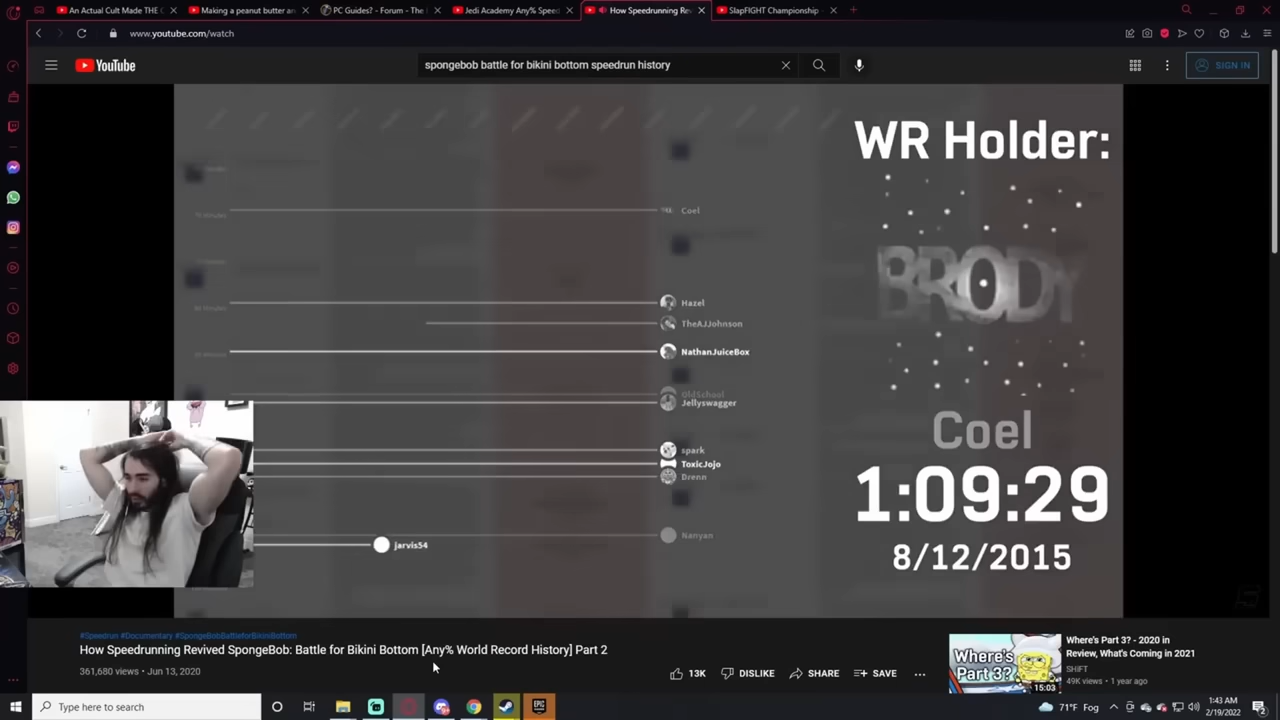 An Actual Cult Made THE
Making a peanut butter an
PC Guides? - Forum - The
Jedi Academy Any% Speed
How Speedrunning Rev
SlapFIGHT Championship
www.youtube.com/watch
YouTube
spongebob battle for bikini bottom speedrun history
SIGN IN
WR Holder:
BRODY
Coel
1:09:29
8/12/2015
Coel
Hazel
TheAJJohnson
NathanJuiceBox
OldSchool
Jellyswagger
spark
ToxicJojo
Drenn
Nanyan
jarvis54
#Speedrun #Documentary #SpongeBobBattleforBikiniBottom
How Speedrunning Revived SpongeBob: Battle for Bikini Bottom [Any% World Record History] Part 2
361,680 views • Jun 13, 2020
13K
DISLIKE
SHARE
SAVE
Where's Part 3?
15:03
Where's Part 3? - 2020 in
Review, What's Coming in 2021
SHIFT
49K views • 1 year ago
Type here to search
71°F Fog
1:43 AM
2/19/2022